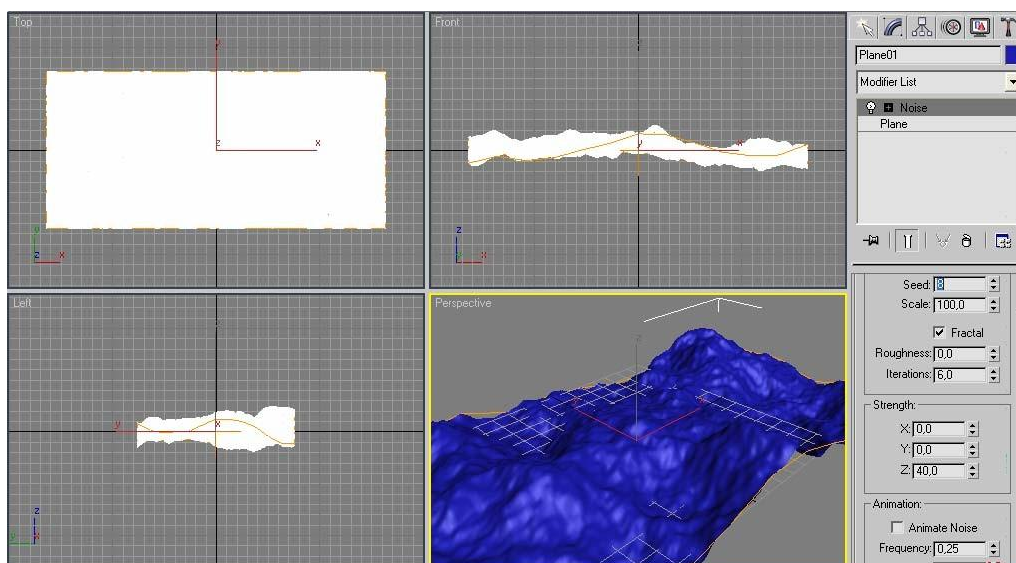 Top
y
z
x
y
z
x
Front
z
y
x
z
y
x
Left
z
y
x
z
y
x
Perspective
z
Plane01
Modifier List
Noise
Plane
Seed: 8
Scale: 100,0
Fractal
Roughness: 0,0
Iterations: 6,0
Strength:
X: 0,0
Y: 0,0
Z: 40,0
Animation:
Animate Noise
Frequency: 0,25